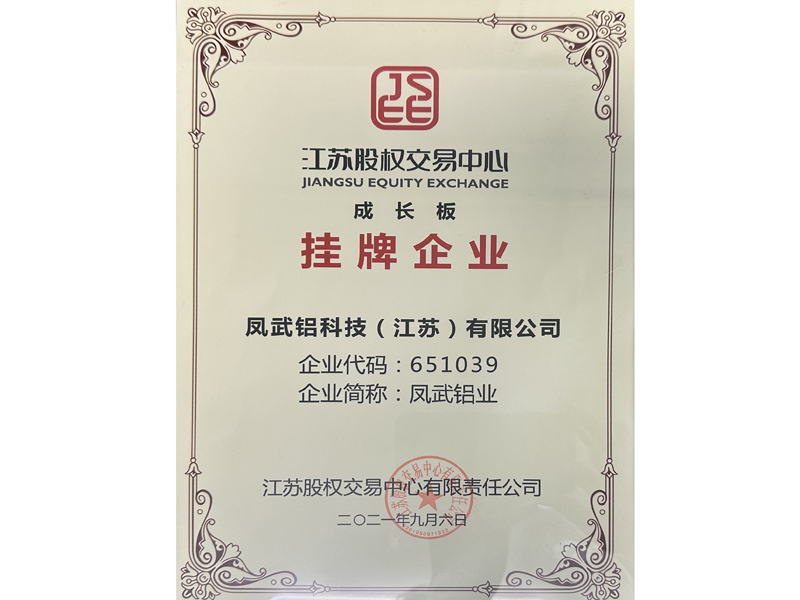 JS
EE
江苏股权交易中心
JIANGSU EQUITY EXCHANGE
成长板
挂牌企业
凤武铝科技（江苏）有限公司
企业代码：651039
企业简称：凤武铝业
江苏股权交易中心有限责任公司
二〇二一年九月六日